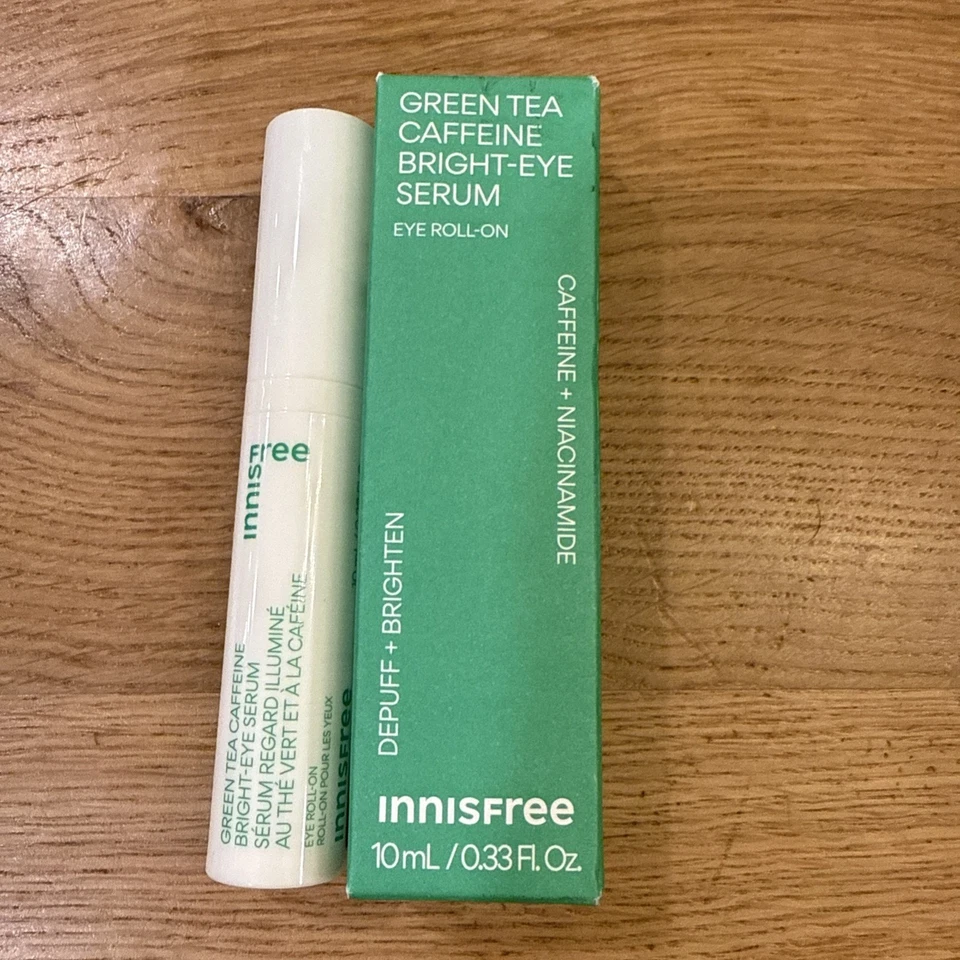 GREEN TEA
CAFFEINE
BRIGHT-EYE
SERUM
EYE ROLL-ON
CAFFEINE + NIACINAMIDE
DEPUFF + BRIGHTEN
INNISFree
10 mL / 0.33 Fl. Oz.
INNISFree
GREEN TEA CAFFEINE
BRIGHT-EYE SERUM
SÉRUM REGARD ILLUMINÉ
AU THÉ VERT ET À LA CAFÉINE
EYE ROLL-ON
ROLL-ON POUR LES YEUX
INNISFree